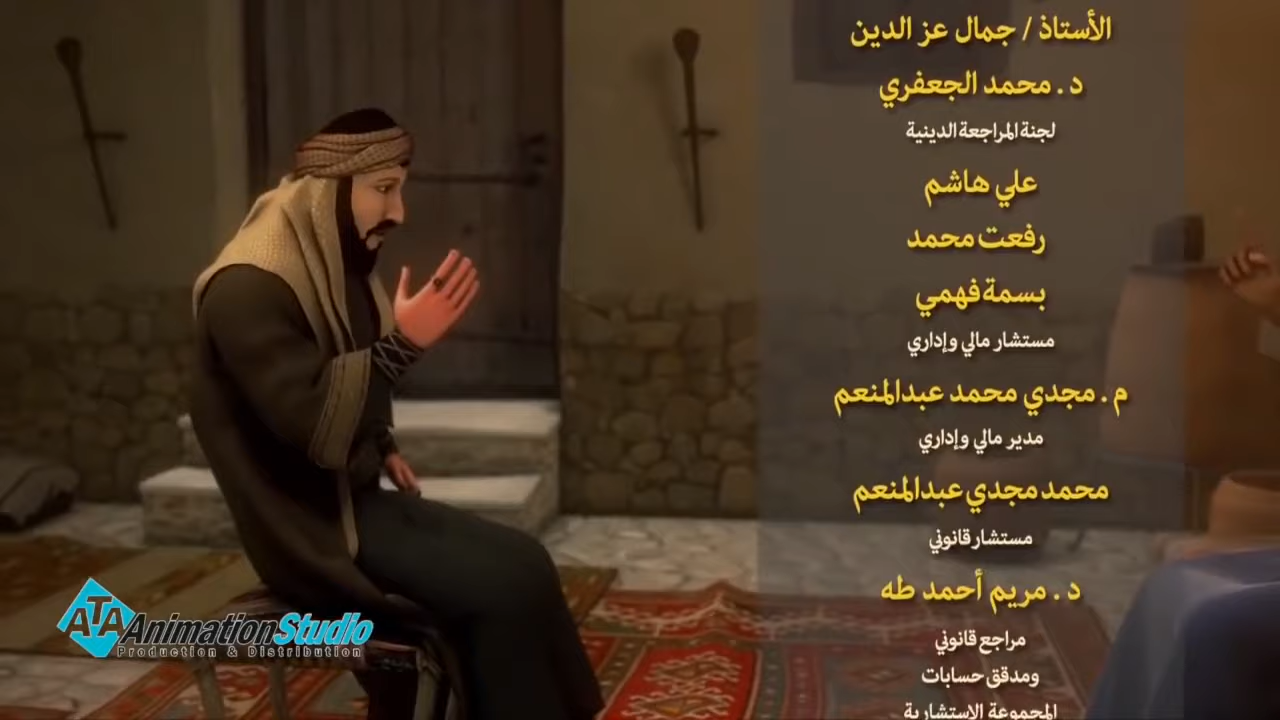 الأستاذ / جمال عز الدين
د . محمد الجعفري
لجنة المراجعة الدينية
علي هاشم
رفعت محمد
بسمة فهمي
مستشار مالي وإداري
م . مجدي محمد عبدالمنعم
مدير مالي وإداري
محمد مجدي عبدالمنعم
مستشار قانوني
د . مريم أحمد طه
مراجع قانوني
ومدقق حسابات
المجموعة الاستشارية
ATA AnimationStudio
Production & Distribution